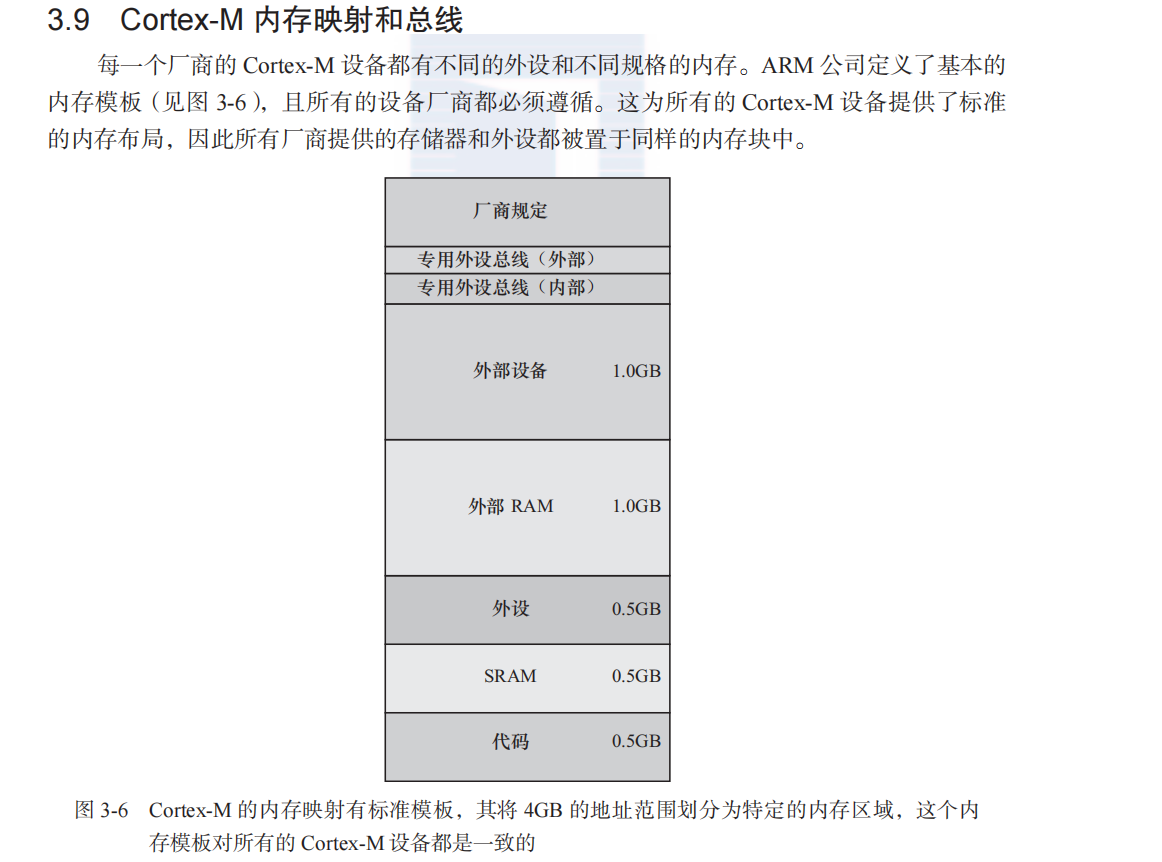 3.9 Cortex-M 内存映射和总线
每一个厂商的 Cortex-M 设备都有不同的外设和不同规格的内存。ARM 公司定义了基本的
内存模板（见图 3-6），且所有的设备厂商都必须遵循。这为所有的 Cortex-M 设备提供了标准
的内存布局，因此所有厂商提供的存储器和外设都被置于同样的内存块中。
厂商规定
专用外设总线（外部）
专用外设总线（内部）
外部设备 1.0GB
外部 RAM 1.0GB
外设 0.5GB
SRAM 0.5GB
代码 0.5GB
图 3-6 Cortex-M 的内存映射有标准模板，其将 4GB 的地址范围划分为特定的内存区域，这个内
存模板对所有的 Cortex-M 设备都是一致的